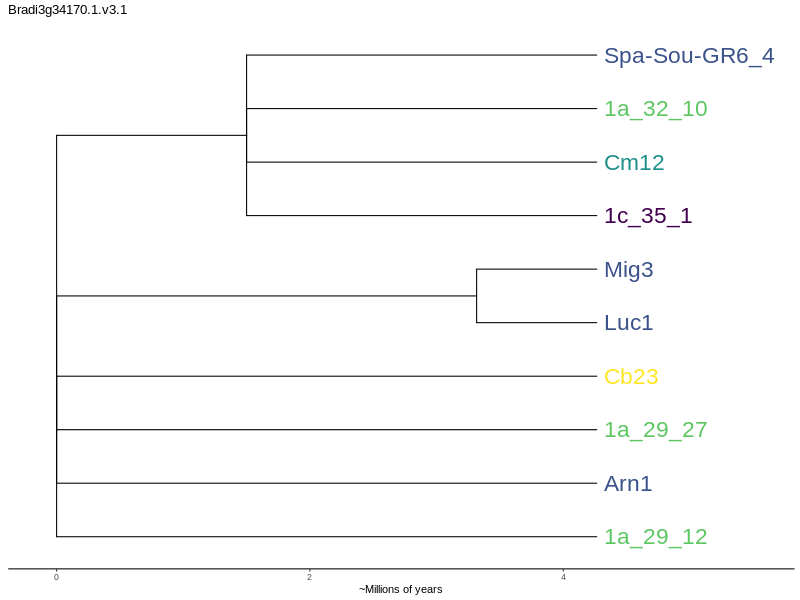 Bradi3g34170.1.v3.1
Spa-Sou-GR6_4
1a_32_10
Cm12
1c_35_1
Mig3
Luc1
Cb23
1a_29_27
Arn1
1a_29_12
0 2 4
~Millions of years